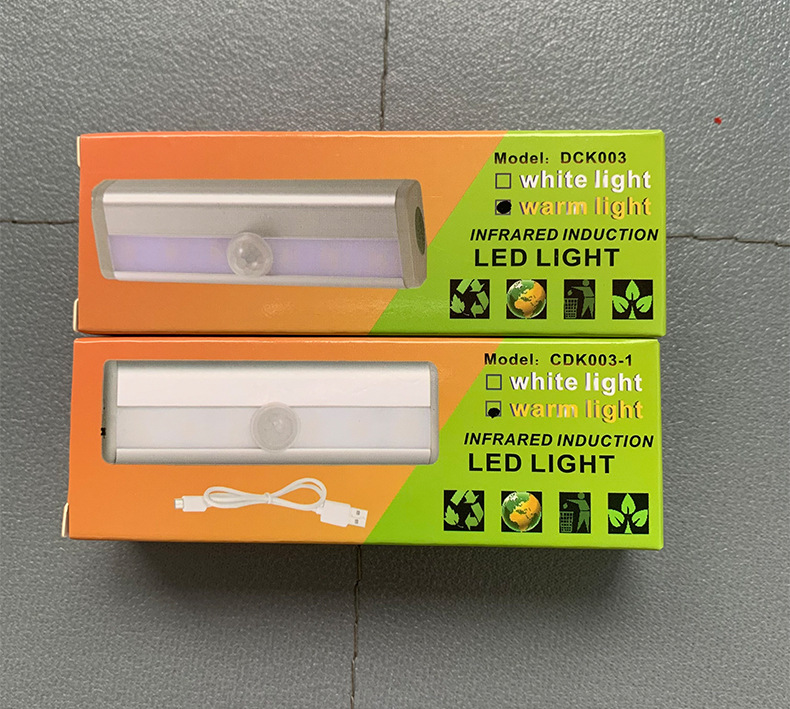 Model: DCK003
white light
warm light
INFRARED INDUCTION
LED LIGHT
Model: CDK003-1
white light
warm light
INFRARED INDUCTION
LED LIGHT